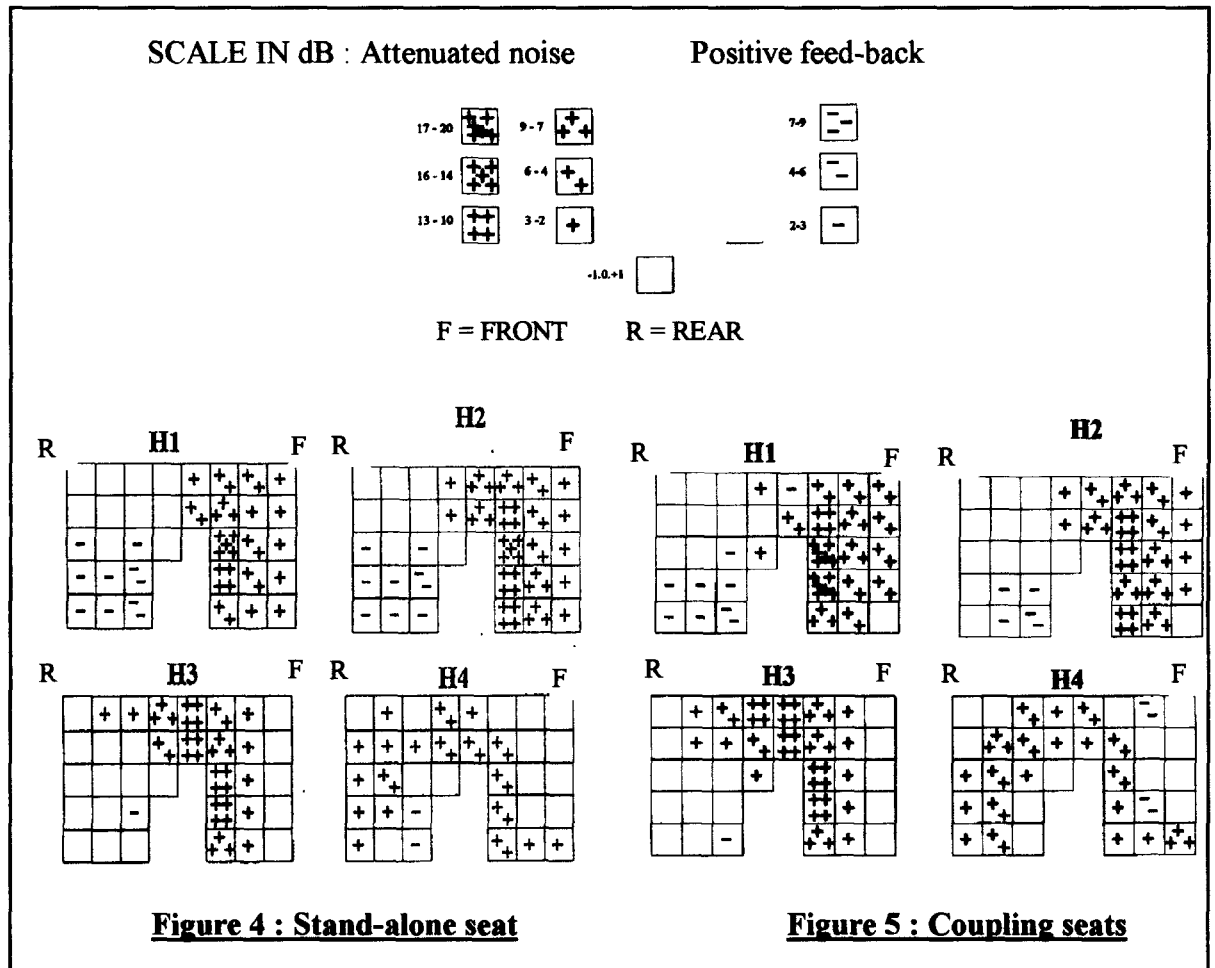 SCALE IN dB : Attenuated noise Positive feed-back
17 - 20 9 - 7 7-9
16 - 14 6 - 4 4-6
13 - 10 3 - 2 2-3
-1.0.+1
F = FRONT R = REAR
R H1 F R H2 F R H1 F R H2 F
R H3 F R H4 F R H3 F R H4 F
Figure 4 : Stand-alone seat Figure 5 : Coupling seats